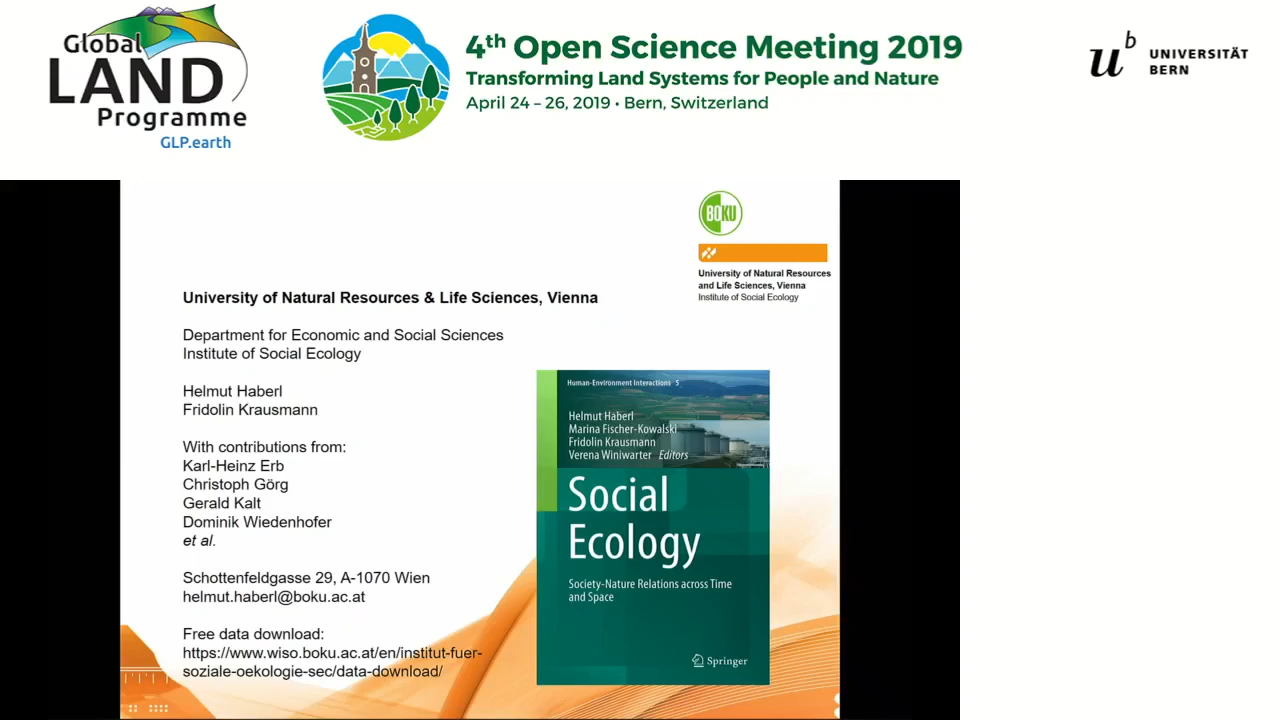 Global
LAND
Programme
GLP.earth
4th Open Science Meeting 2019
Transforming Land Systems for People and Nature
April 24 – 26, 2019 • Bern, Switzerland
u b
UNIVERSITÄT
BERN
BOKU
University of Natural Resources
and Life Sciences, Vienna
Institute of Social Ecology
University of Natural Resources & Life Sciences, Vienna
Department for Economic and Social Sciences
Institute of Social Ecology
Helmut Haberl
Fridolin Krausmann
With contributions from:
Karl-Heinz Erb
Christoph Görg
Gerald Kalt
Dominik Wiedenhofer
et al.
Schottenfeldgasse 29, A-1070 Wien
helmut.haberl@boku.ac.at
Free data download:
https://www.wiso.boku.ac.at/en/institut-fuer-
soziale-oekologie-sec/data-download/
Human-Environment Interactions 5
Helmut Haberl
Marina Fischer-Kowalski
Fridolin Krausmann
Verena Winiwarter Editors
Social
Ecology
Society-Nature Relations across Time
and Space
Springer